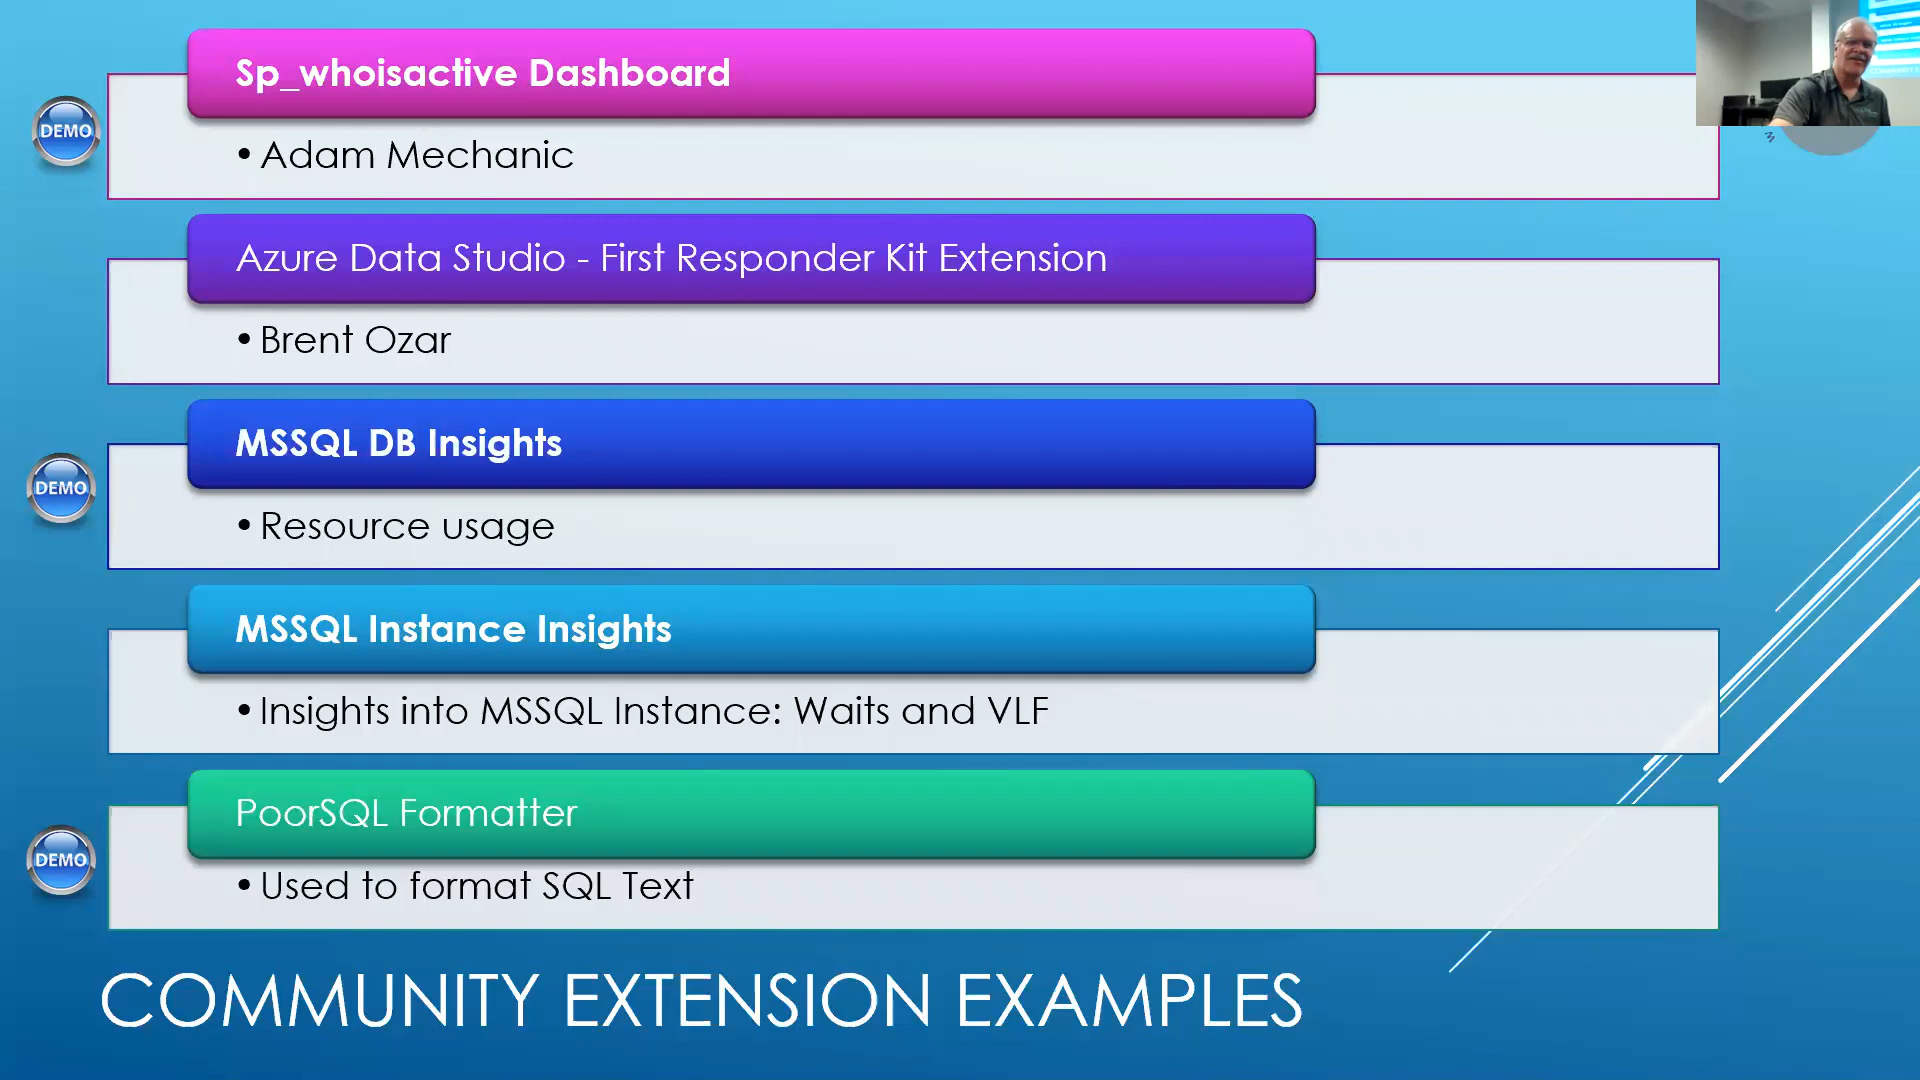 Sp_whoisactive Dashboard
DEMO
• Adam Mechanic
Azure Data Studio - First Responder Kit Extension
• Brent Ozar
MSSQL DB Insights
DEMO
• Resource usage
MSSQL Instance Insights
• Insights into MSSQL Instance: Waits and VLF
PoorSQL Formatter
DEMO
• Used to format SQL Text
COMMUNITY EXTENSION EXAMPLES